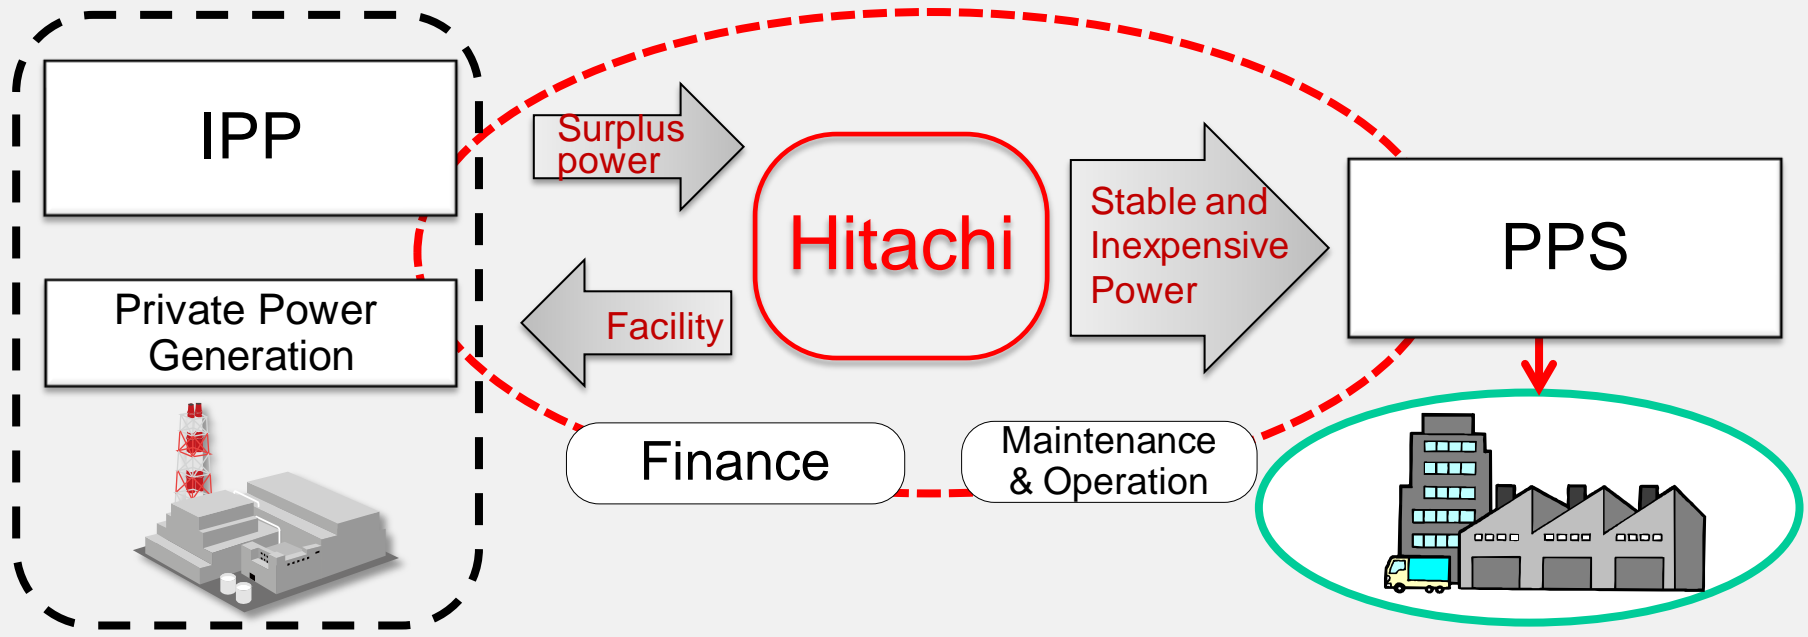 IPP
Private Power
Generation
Surplus
power
Facility
Hitachi
Stable and
Inexpensive
Power
PPS
Finance
Maintenance
& Operation